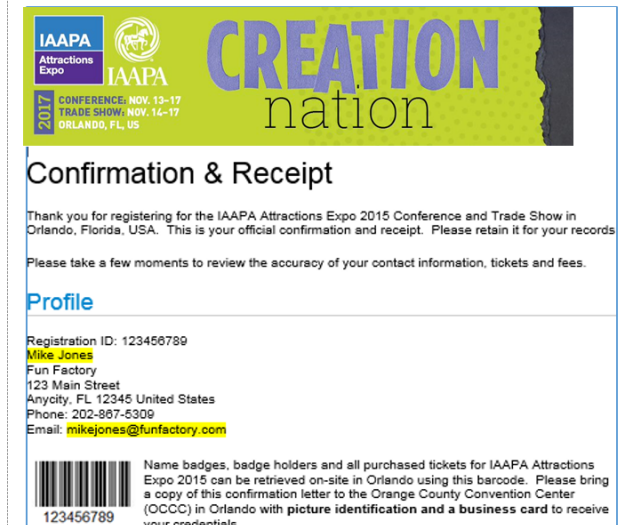 IAAPA
Attractions
Expo
IAAPA
2017
CONFERENCE: NOV. 13–17
TRADE SHOW: NOV. 14–17
ORLANDO, FL, US
CREATION
nation
Confirmation & Receipt
Thank you for registering for the IAAPA Attractions Expo 2015 Conference and Trade Show in
Orlando, Florida, USA. This is your official confirmation and receipt. Please retain it for your records
Please take a few moments to review the accuracy of your contact information, tickets and fees.
Profile
Registration ID: 123456789
Mike Jones
Fun Factory
123 Main Street
Anycity, FL 12345 United States
Phone: 202-867-5309
Email: mikejones@funfactory.com
Name badges, badge holders and all purchased tickets for IAAPA Attractions
Expo 2015 can be retrieved on-site in Orlando using this barcode. Please bring
a copy of this confirmation letter to the Orange County Convention Center
(OCCC) in Orlando with picture identification and a business card to receive
your credentials
123456789